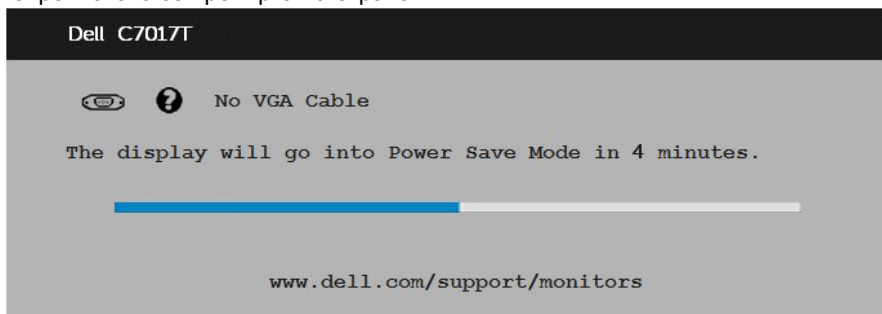 Dell C7017T
? No VGA Cable
The display will go into Power Save Mode in 4 minutes.
www.dell.com/support/monitors